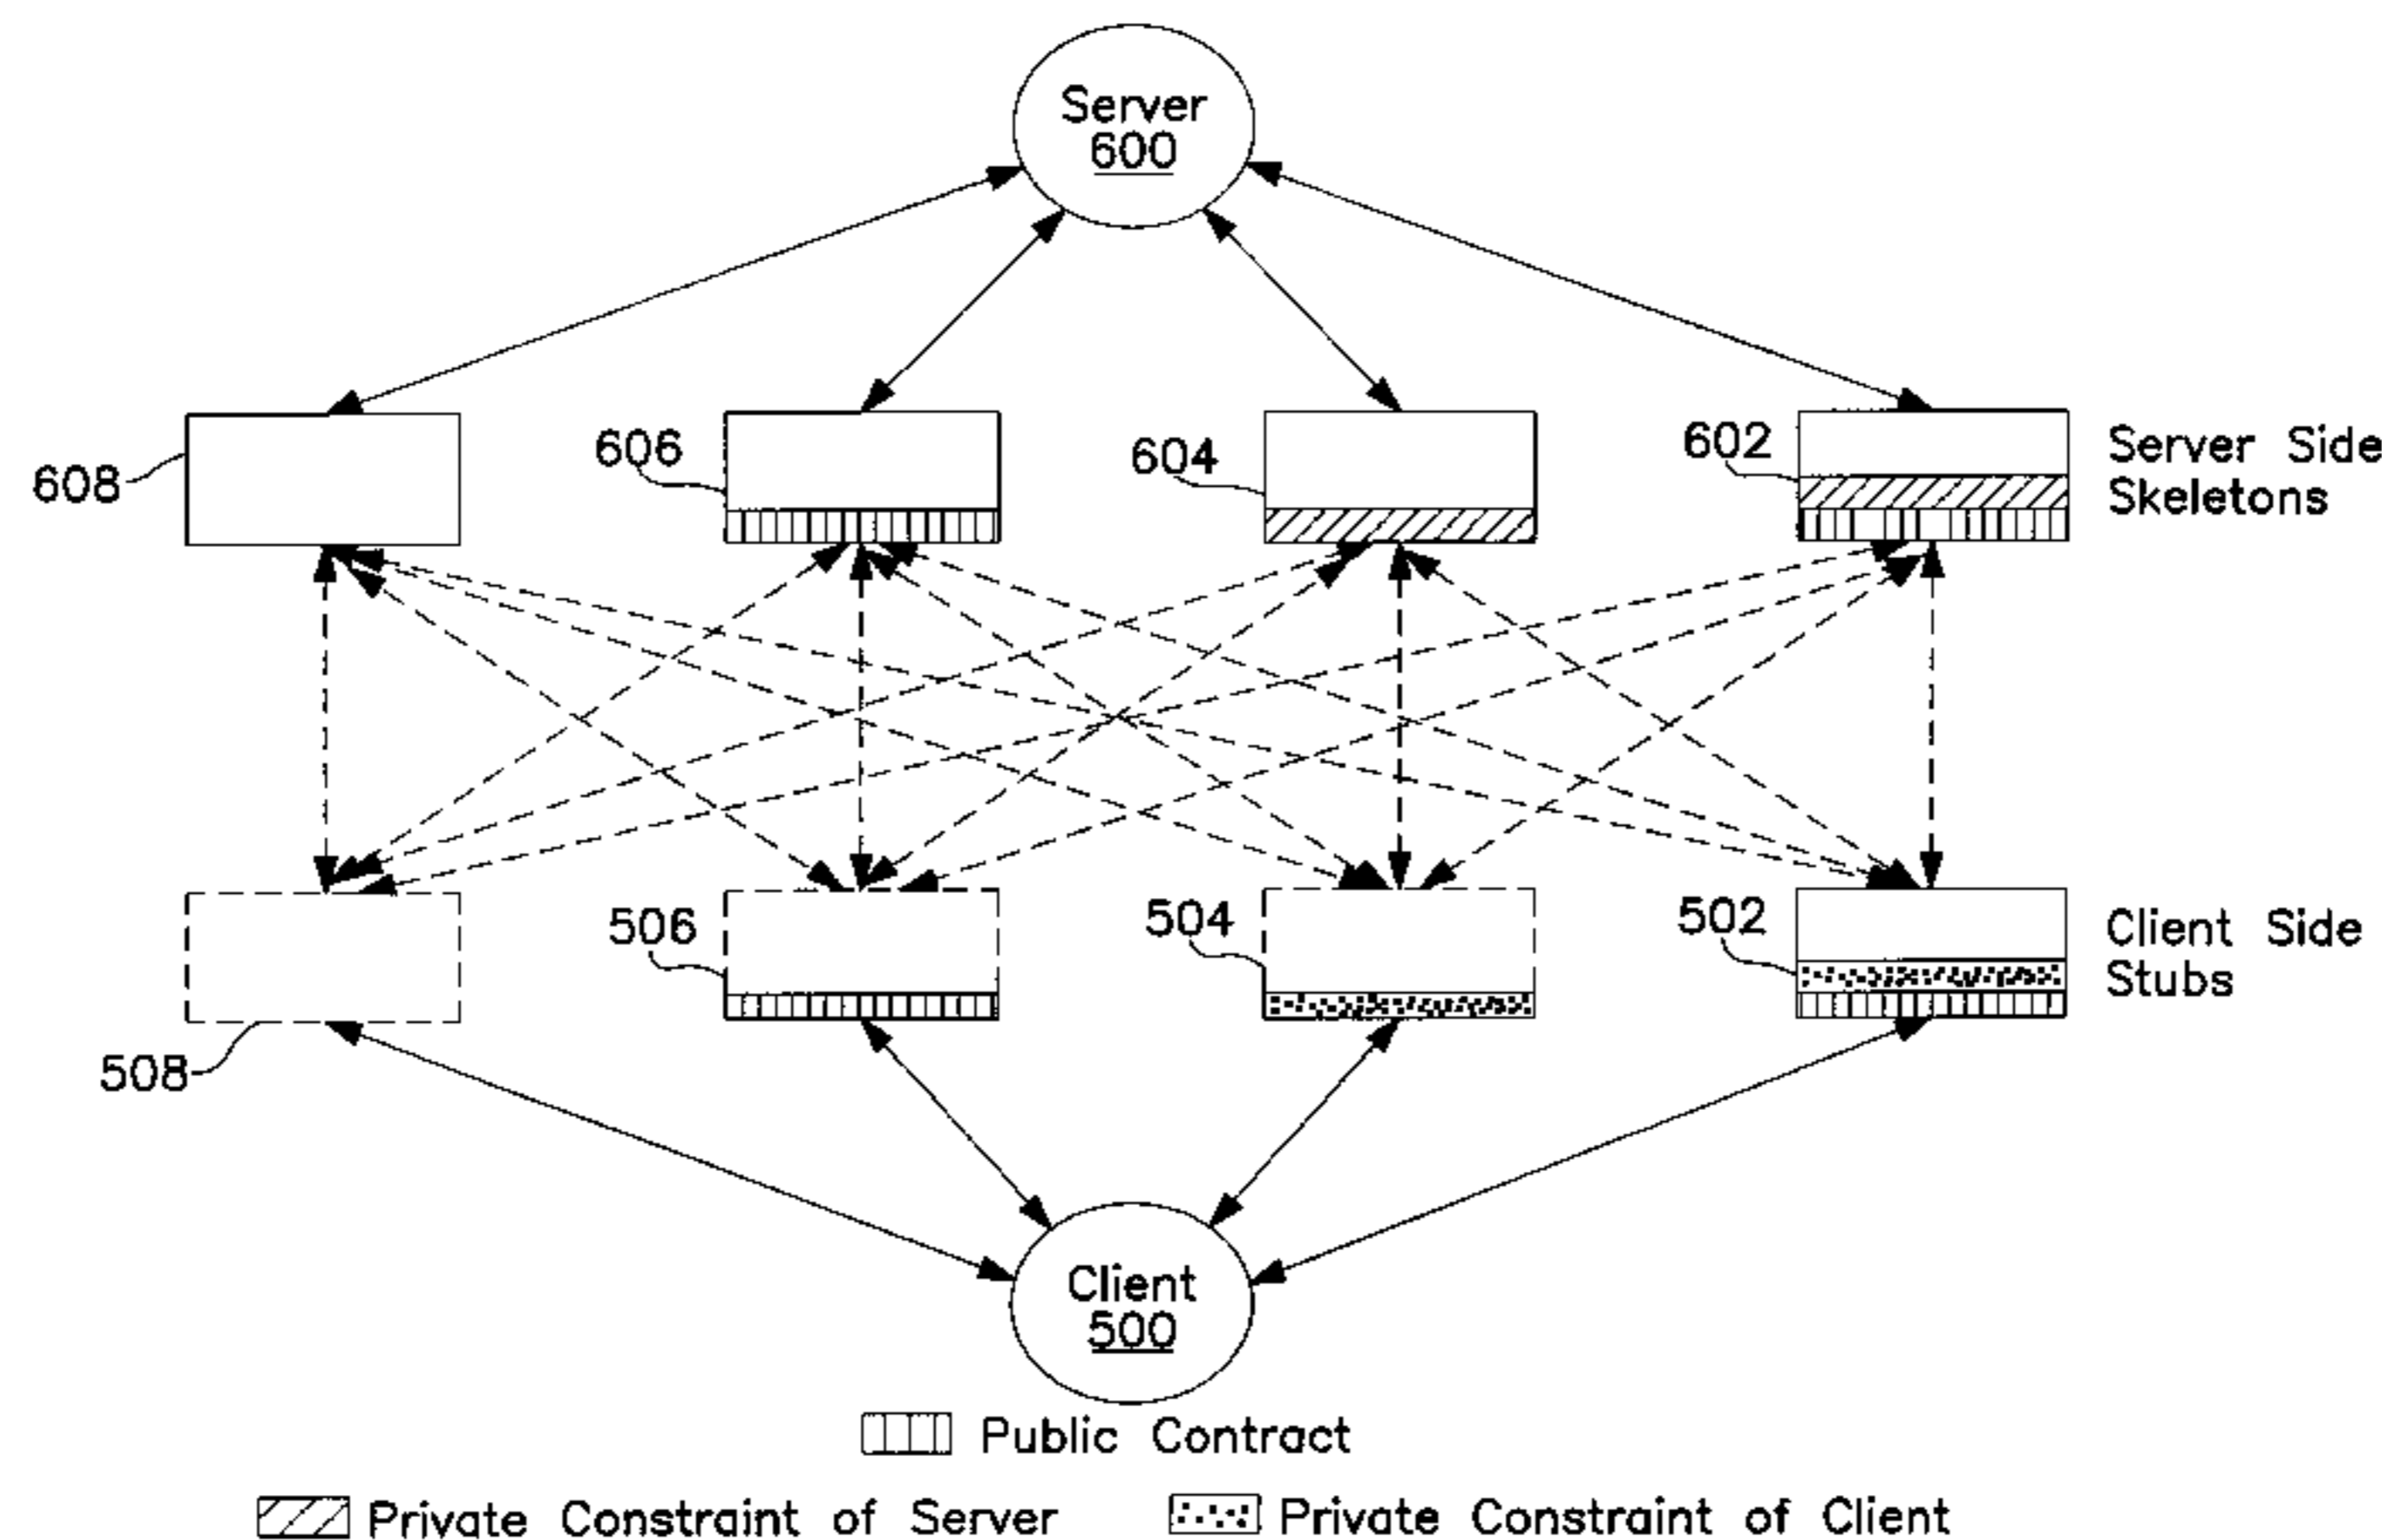 Server
600
608
606
604
602
Server Side
Skeletons
506
504
502
Client Side
Stubs
508
Client
500
Public Contract
Private Constraint of Server
Private Constraint of Client